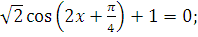 √2 cos(2x + π/4) + 1 = 0;